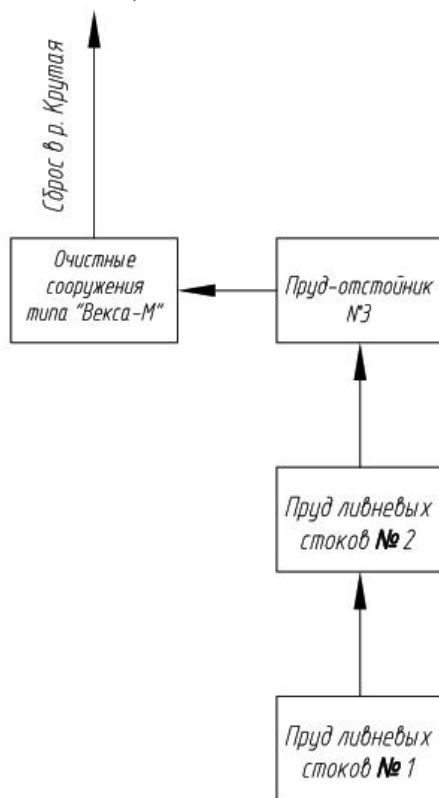 Сброс в р. Крутая
Очистные
сооружения
типа "Векса-М"
Пруд-отстойник
№3
Пруд ливневых
стоков № 2
Пруд ливневых
стоков № 1